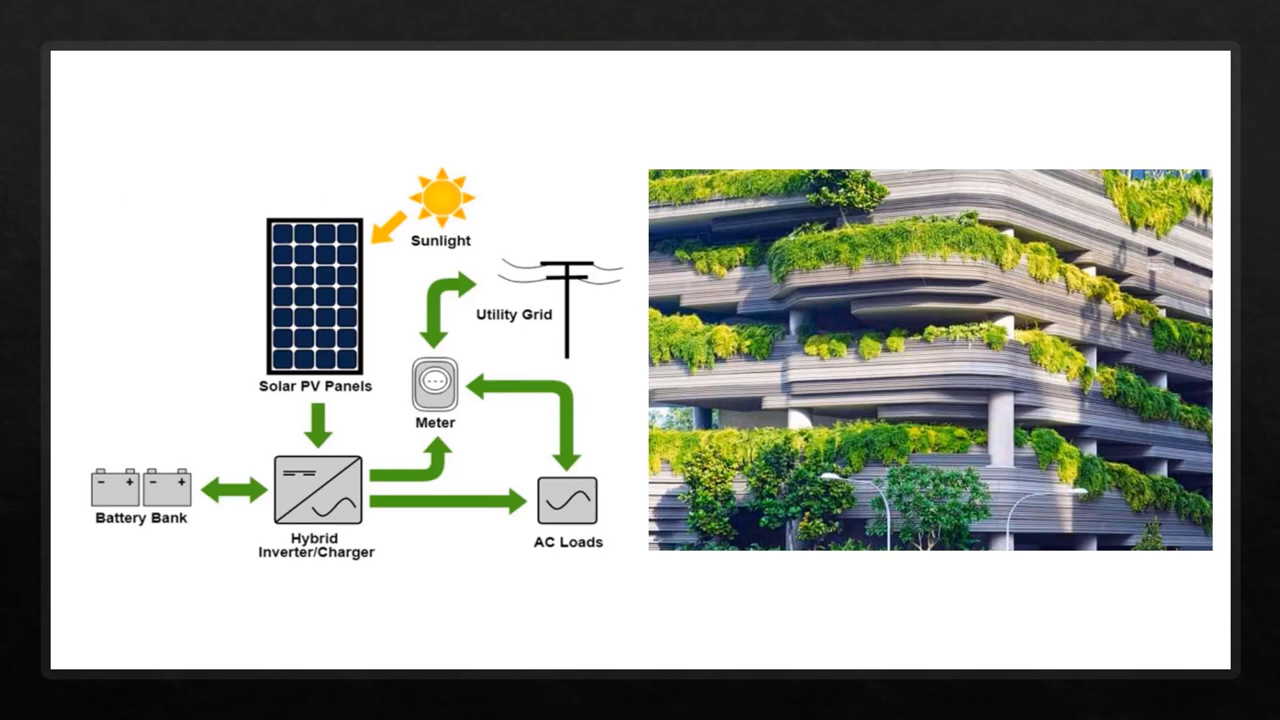 Sunlight
Utility Grid
Solar PV Panels
Meter
Battery Bank
Hybrid
Inverter/Charger
AC Loads